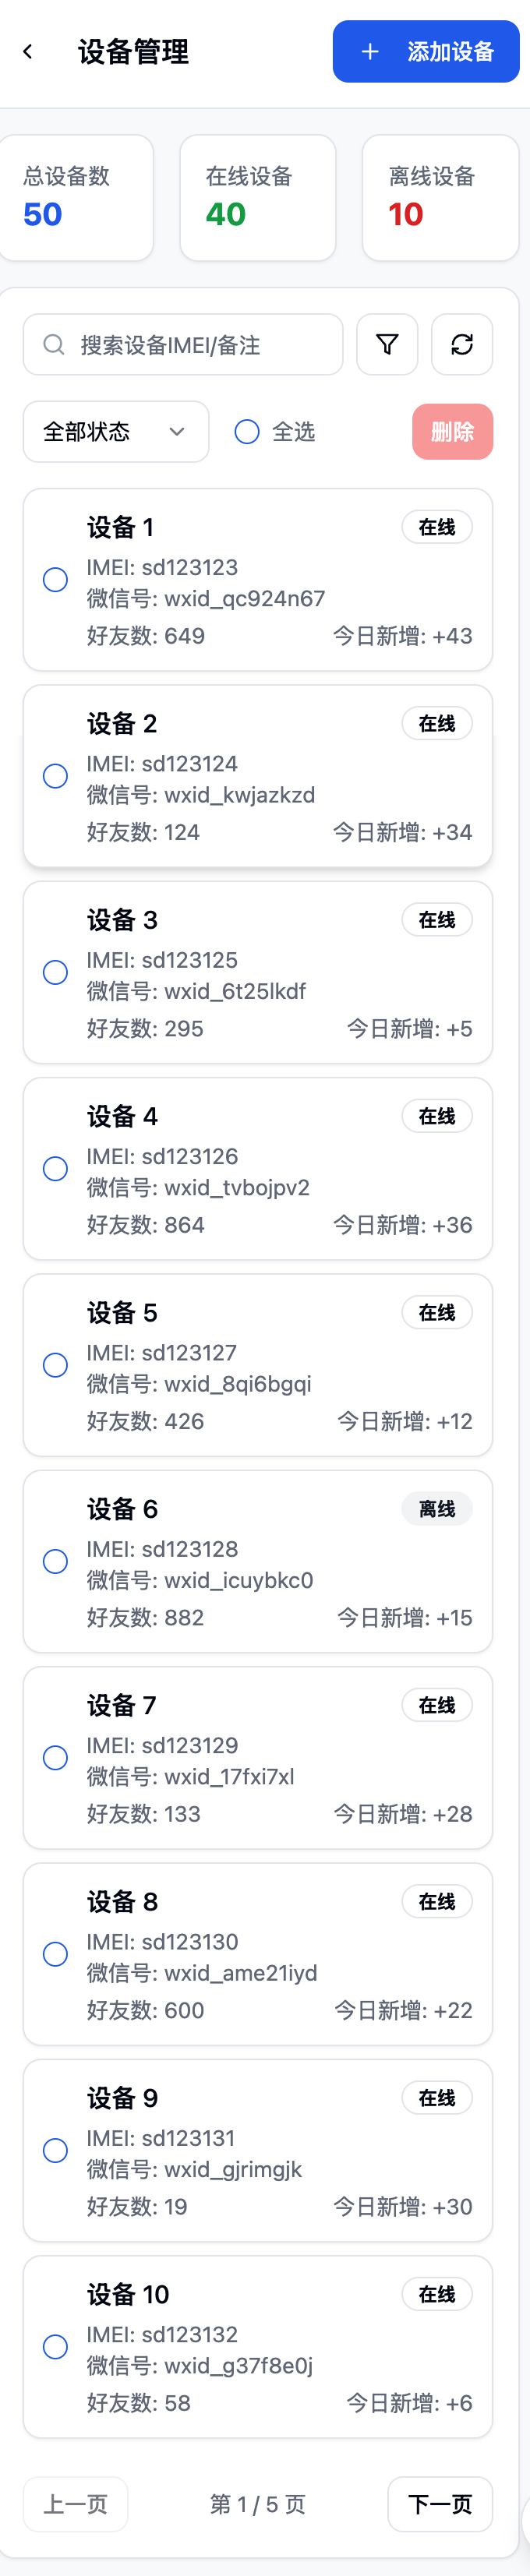 设备管理
添加设备
总设备数 在线设备 离线设备
50 40 10
搜索设备IMEI/备注
全部状态 全选 删除
设备 1 在线
IMEI: sd123123
微信号: wxid_qc924n67
好友数: 649 今日新增: +43
设备 2 在线
IMEI: sd123124
微信号: wxid_kwjazkzd
好友数: 124 今日新增: +34
设备 3 在线
IMEI: sd123125
微信号: wxid_6t25lkdf
好友数: 295 今日新增: +5
设备 4 在线
IMEI: sd123126
微信号: wxid_tvbojpv2
好友数: 864 今日新增: +36
设备 5 在线
IMEI: sd123127
微信号: wxid_8qi6bgqi
好友数: 426 今日新增: +12
设备 6 离线
IMEI: sd123128
微信号: wxid_icuybkc0
好友数: 882 今日新增: +15
设备 7 在线
IMEI: sd123129
微信号: wxid_17fxi7xl
好友数: 133 今日新增: +28
设备 8 在线
IMEI: sd123130
微信号: wxid_ame21iyd
好友数: 600 今日新增: +22
设备 9 在线
IMEI: sd123131
微信号: wxid_gjrimgjk
好友数: 19 今日新增: +30
设备 10 在线
IMEI: sd123132
微信号: wxid_g37f8e0j
好友数: 58 今日新增: +6
上一页 第 1 / 5 页 下一页